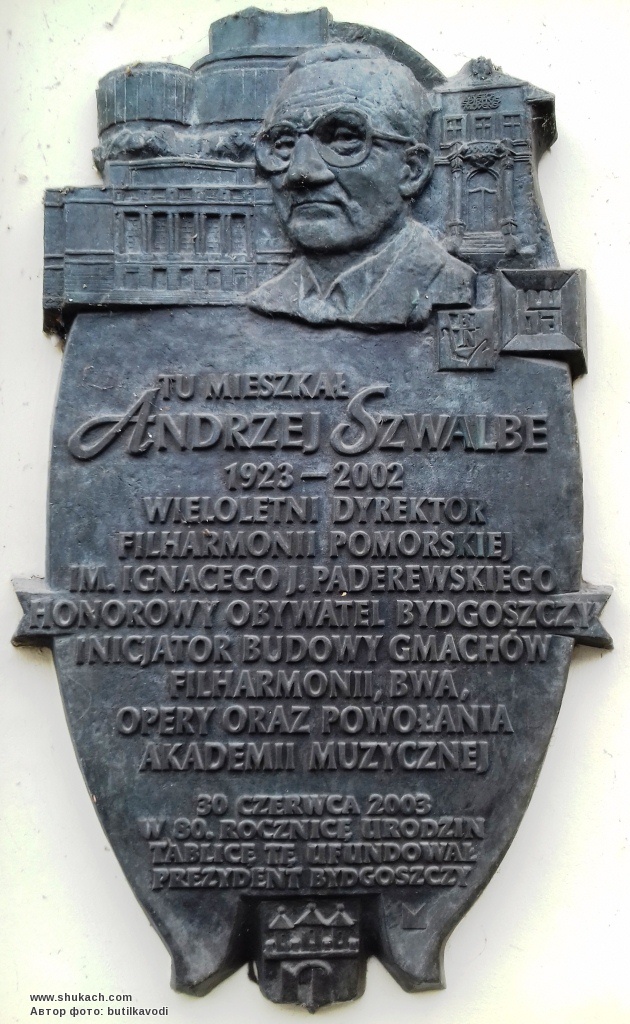 TU MIESZKAŁ
ANDRZEJ SZWALBE
1923 – 2002
WIELOLETNI DYREKTOR
FILHARMONII POMORSKIEJ
IM. IGNACEGO J. PADEREWSKIEGO
HONOROWY OBYWATEL BYDGOSZCZY
INICJATOR BUDOWY GMACHÓW
FILHARMONII, BWA,
OPERY ORAZ POWOŁANIA
AKADEMII MUZYCZNEJ
30 CZERWCA 2003
W 80. ROCZNICĘ URODZIN
TABLICĘ TĘ UFUNDOWAŁ
PREZYDENT BYDGOSZCZY
www.shukach.com
Автор фото: butilkavodi